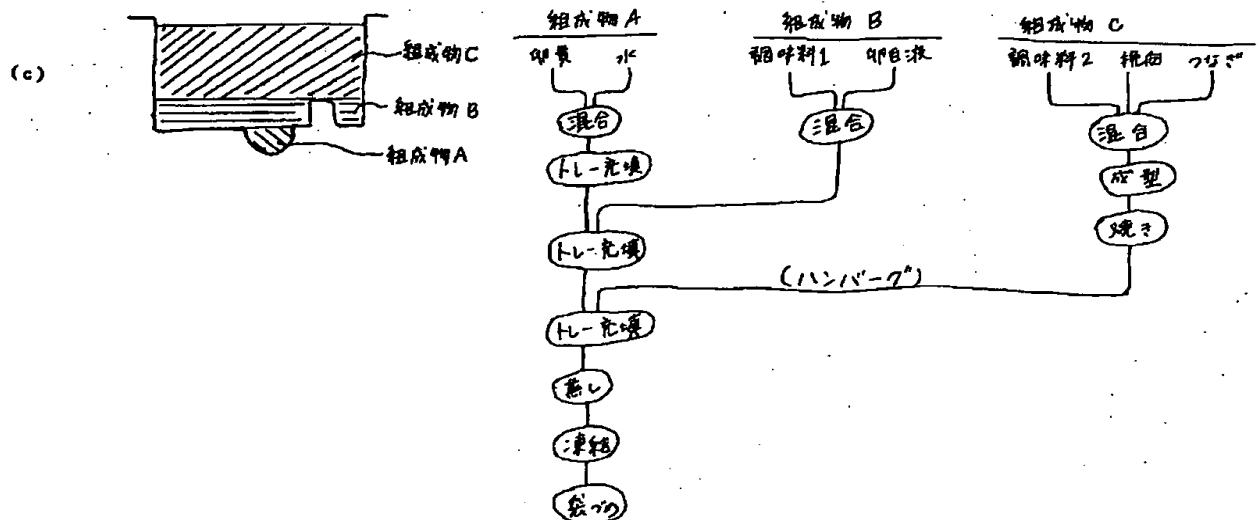 (c)
組成物C
組成物B
組成物A
組成物 A
卵黄 水
混合
トレー充填
トレー充填
トレー充填
蒸し
凍結
袋づめ
組成物 B
調味料1 卵白液
混合
組成物 C
調味料2 挽肉 つなぎ
混合
成型
焼き
(ハンバーグ)